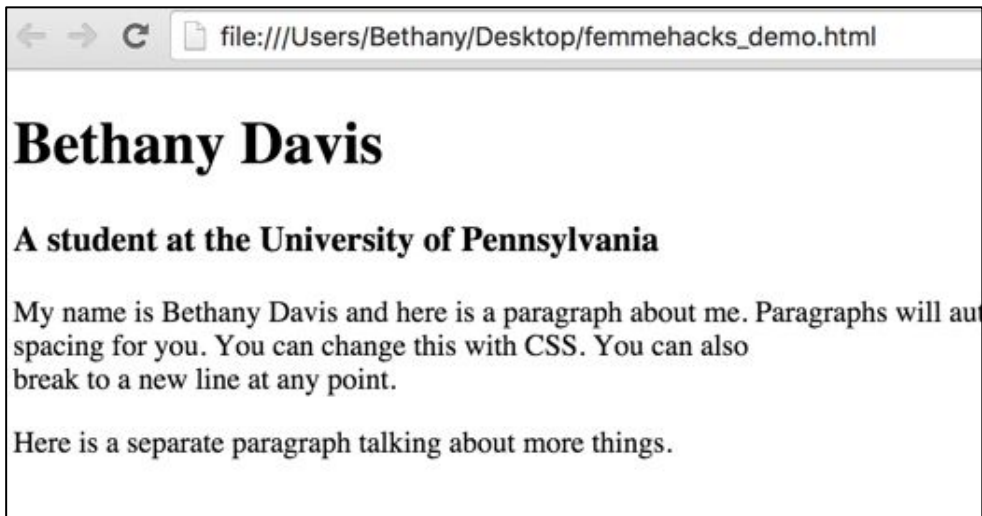 file:///Users/Bethany/Desktop/femmehacks_demo.html
Bethany Davis
A student at the University of Pennsylvania
My name is Bethany Davis and here is a paragraph about me. Paragraphs will
spacing for you. You can change this with CSS. You can also
break to a new line at any point.
Here is a separate paragraph talking about more things.